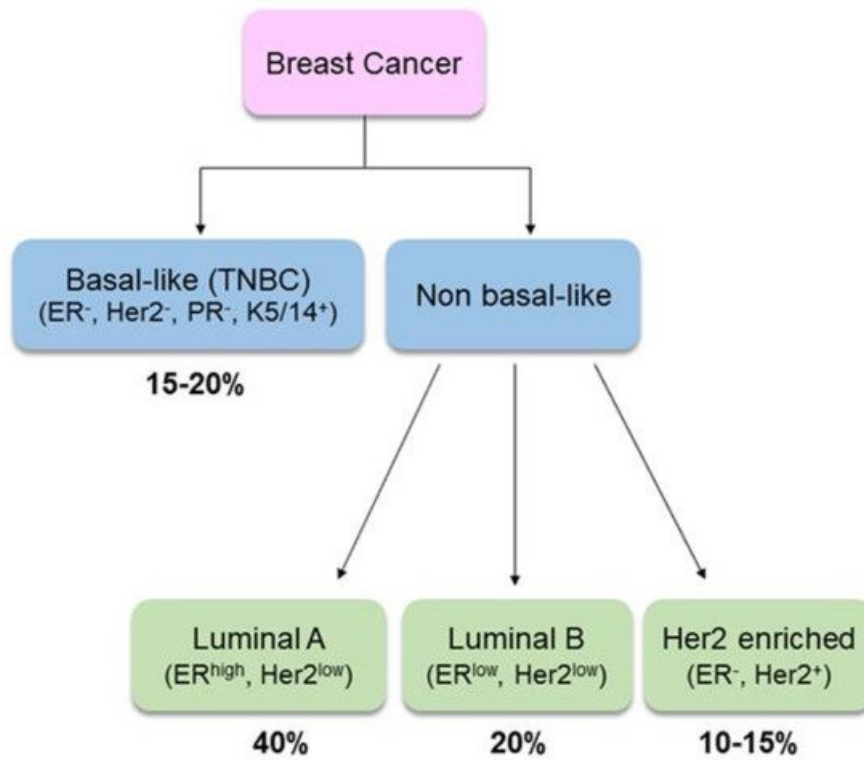 Breast Cancer
Basal-like (TNBC)
(ER⁻, Her2⁻, PR⁻, K5/14⁺)
15-20%
Non basal-like
Luminal A
(ERʰⁱᵍʰ, Her2ˡᵒʷ)
40%
Luminal B
(ERˡᵒʷ, Her2ˡᵒʷ)
20%
Her2 enriched
(ER⁻, Her2⁺)
10-15%